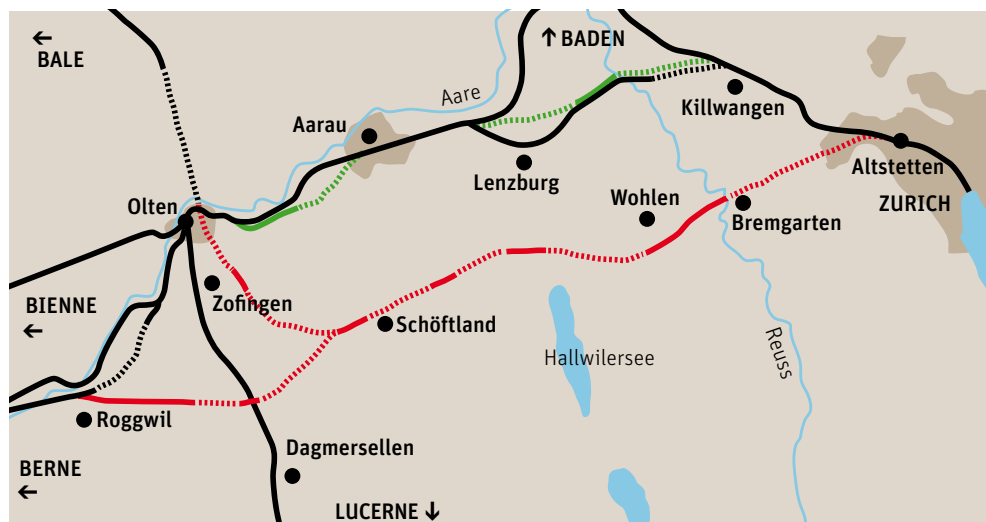 ←
BALE
↑ BADEN
Aare
Killwangen
Aarau
Altstetten
Lenzburg
Wohlen
ZURICH
Olten
Bremgarten
BIENNE
←
Zofingen
Schöftland
Hallwilersee
Reuss
Roggwil
Dagmersellen
BERNE
←
LUCERNE ↓